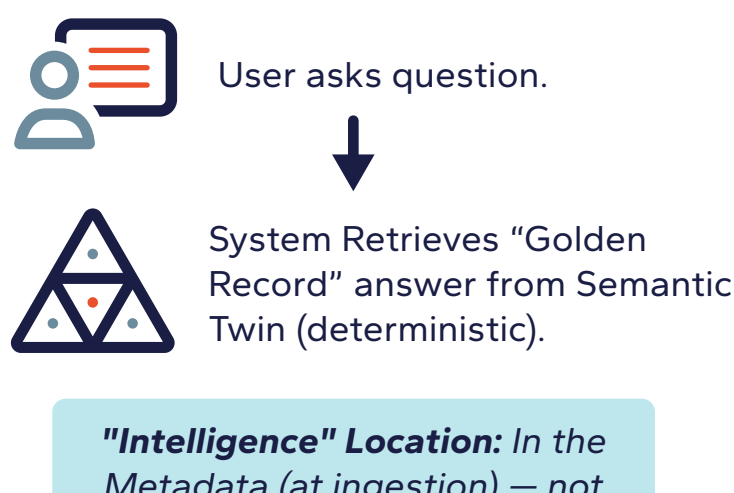 User asks question.
System Retrieves “Golden
Record” answer from Semantic
Twin (deterministic).
"Intelligence" Location: In the
Metadata (at ingestion) — not